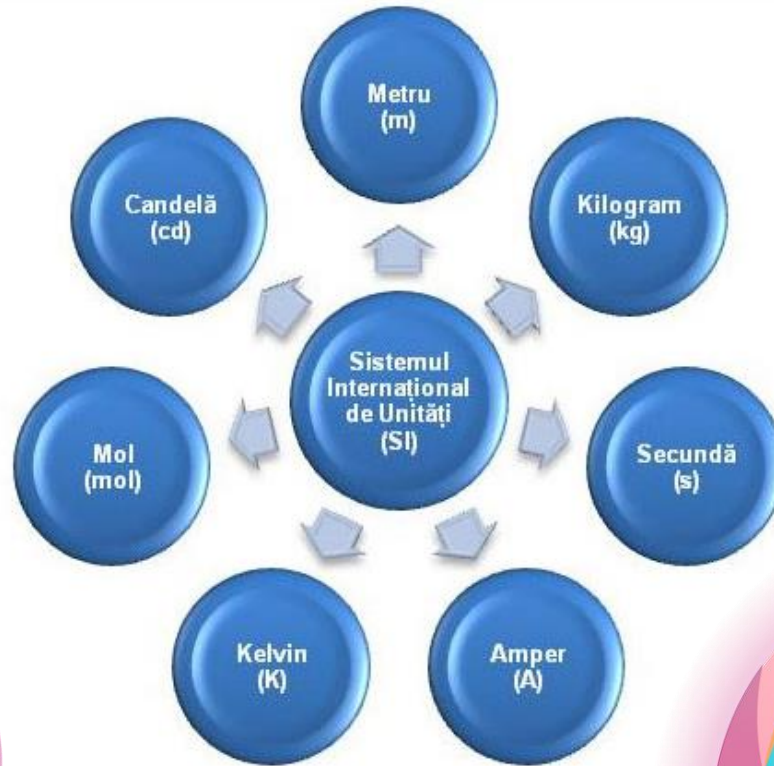 Metru
(m)
Kilogram
(kg)
Secundă
(s)
Amper
(A)
Kelvin
(K)
Mol
(mol)
Candelă
(cd)
Sistemul
Internațional
de Unități
(SI)